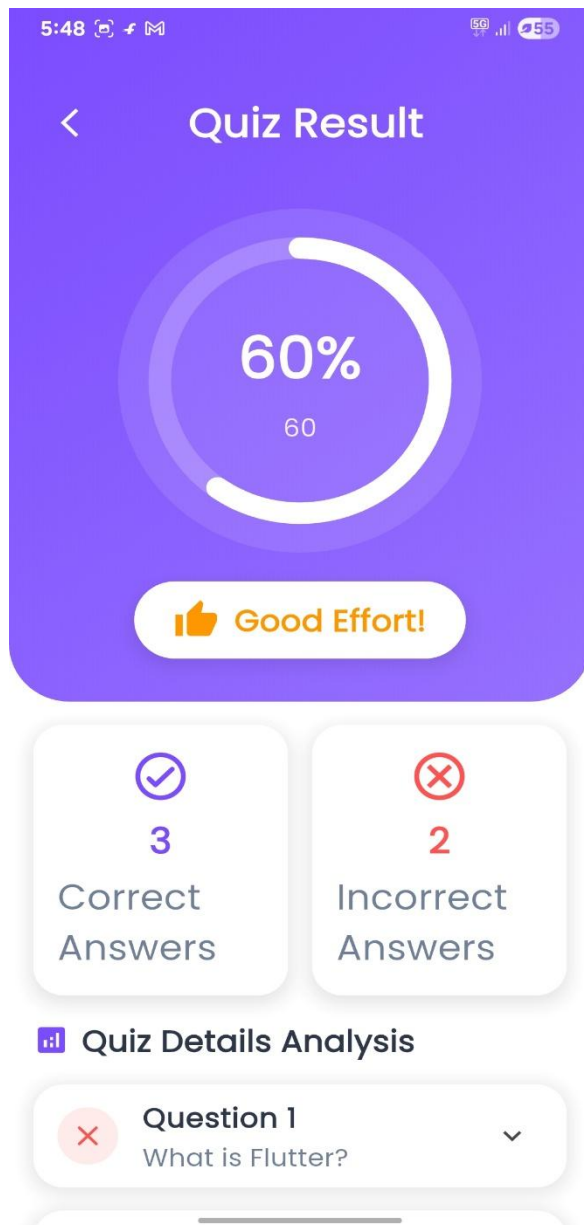 5:48
5G
55
Quiz Result
60%
60
Good Effort!
3
2
Correct
Answers
Incorrect
Answers
Quiz Details Analysis
Question 1
What is Flutter?